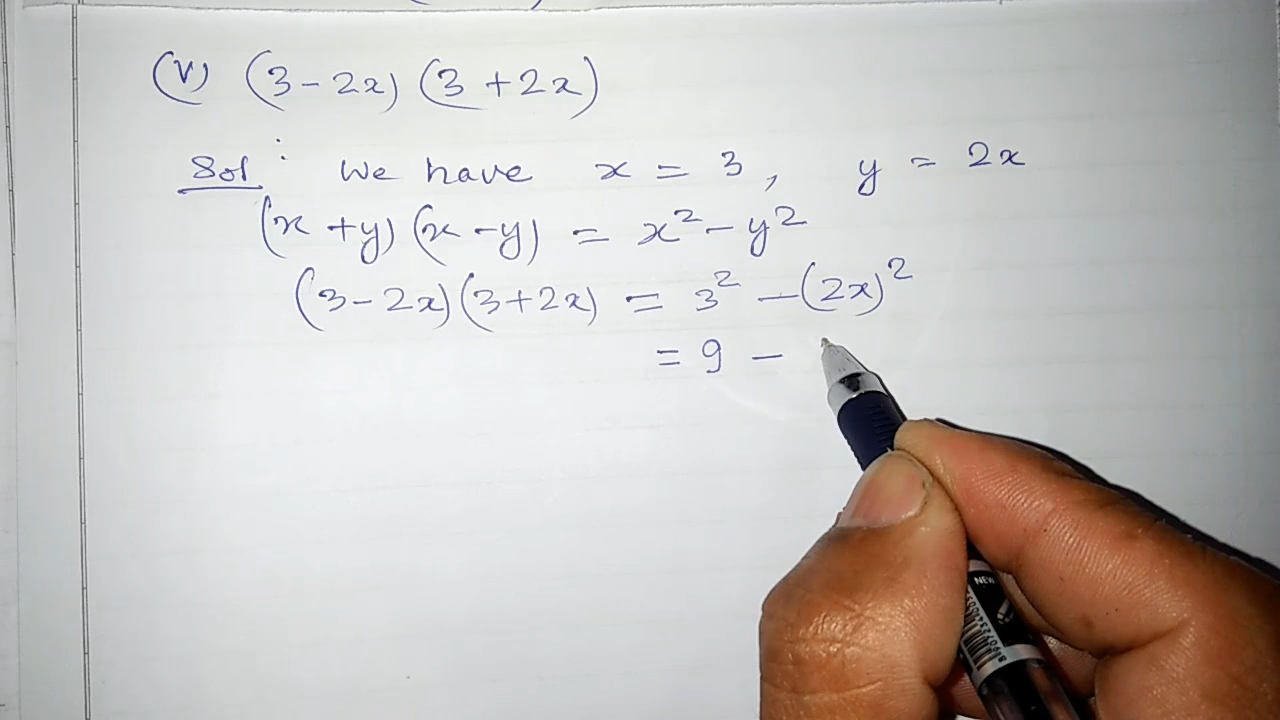 (v) (3-2x) (3+2x)
Sol: We have x = 3, y = 2x
(x+y)(x-y) = x²-y²
(3-2x)(3+2x) = 3² -(2x)²
= 9 -
NEW